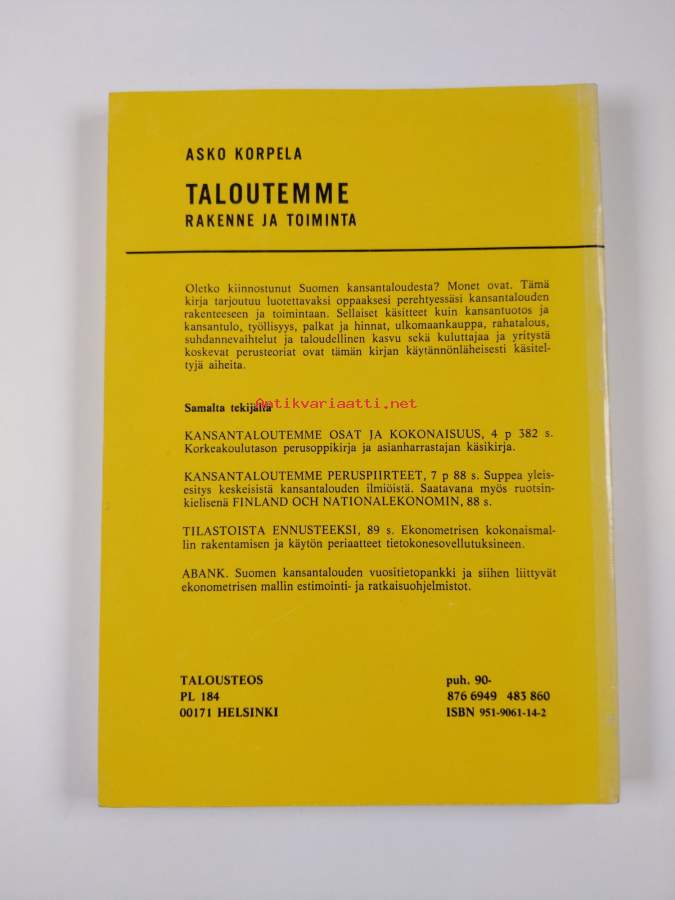 ASKO KORPELA
TALOUTEMME
RAKENNE JA TOIMINTA
Oletko kiinnostunut Suomen kansantaloudesta? Monet ovat. Tämä
kirja tarjoutuu luotettavaksi oppaaksesi perehtyessäsi kansantalouden
rakenteeseen ja toimintaan. Sellaiset käsitteet kuin kansantuotos ja
kansantulo, työllisyys, palkat ja hinnat, ulkomaankauppa, rahatalous,
suhdannevaihtelut ja taloudellinen kasvu sekä kuluttajaa ja yritystä
koskevat perusteoriat ovat tämän kirjan käytännönläheisesti käsitel-
tyjä aiheita.
Antikvariaatti.net
Samalta tekijältä
KANSANTALOUTEMME OSAT JA KOKONAISUUS, 4 p 382 s.
Korkeakoulutason perusoppikirja ja asianharrastajan käsikirja.
KANSANTALOUTEMME PERUSPIIRTEET, 7 p 88 s. Suppea yleis-
esitys keskeisistä kansantalouden ilmiöistä. Saatavana myös ruotsin-
kielisenä FINLAND OCH NATIONALEKONOMIN, 88 s.
TILASTOISTA ENNUSTEEKSI, 89 s. Ekonometrisen kokonaismal-
lin rakentamisen ja käytön periaatteet tietokonesovellutuksineen.
ABANK. Suomen kansantalouden vuositietopankki ja siihen liittyvät
ekonometrisen mallin estimointi- ja ratkaisuohjelmistot.
TALOUSTEOS
PL 184
00171 HELSINKI
puh. 90-
876 6949 483 860
ISBN 951-9061-14-2